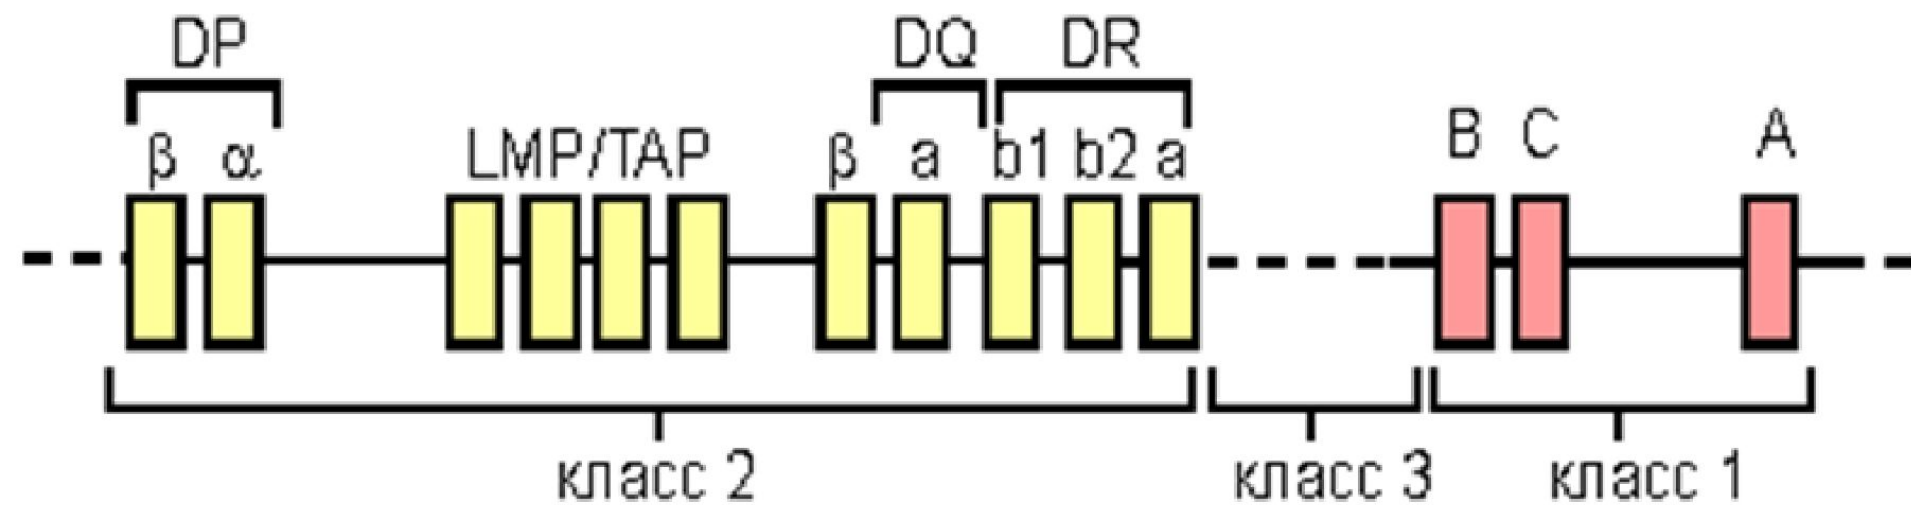 DP DQ DR
β α LMP/TAP β a b1 b2 a B C A
класс 2 класс 3 класс 1